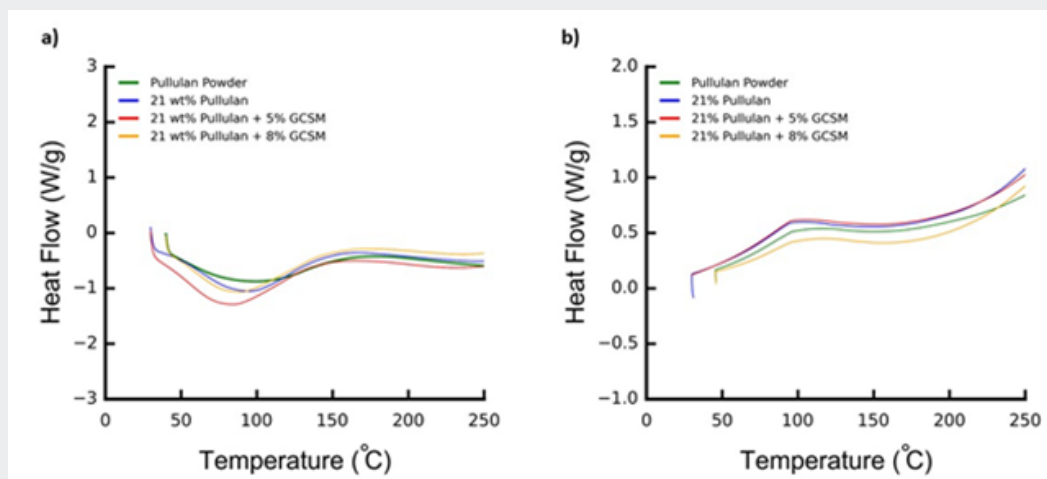 a)
3
2
1
0
−1
−2
−3
Heat Flow (W/g)
Pullulan Powder
21 wt% Pullulan
21 wt% Pullulan + 5% GCSM
21 wt% Pullulan + 8% GCSM
0 50 100 150 200 250
Temperature (°C)
b)
2.0
1.5
1.0
0.5
0.0
−0.5
−1.0
Heat Flow (W/g)
Pullulan Powder
21% Pullulan
21% Pullulan + 5% GCSM
21% Pullulan + 8% GCSM
0 50 100 150 200 250
Temperature (°C)